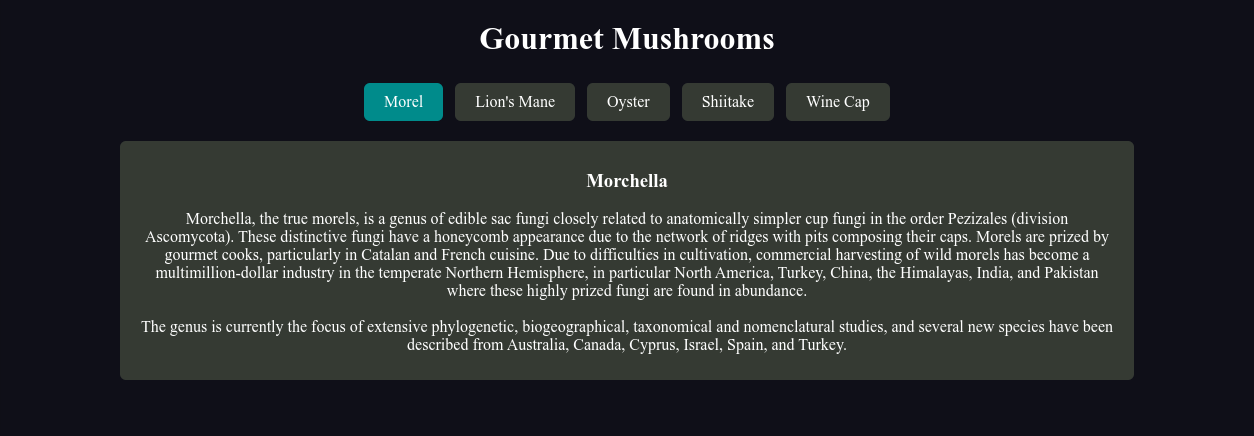 Gourmet Mushrooms
Morel
Lion's Mane
Oyster
Shiitake
Wine Cap
Morchella
Morchella, the true morels, is a genus of edible sac fungi closely related to anatomically simpler cup fungi in the order Pezizales (division
Ascomycota). These distinctive fungi have a honeycomb appearance due to the network of ridges with pits composing their caps. Morels are prized by
gourmet cooks, particularly in Catalan and French cuisine. Due to difficulties in cultivation, commercial harvesting of wild morels has become a
multimillion-dollar industry in the temperate Northern Hemisphere, in particular North America, Turkey, China, the Himalayas, India, and Pakistan
where these highly prized fungi are found in abundance.
The genus is currently the focus of extensive phylogenetic, biogeographical, taxonomical and nomenclatural studies, and several new species have been
described from Australia, Canada, Cyprus, Israel, Spain, and Turkey.